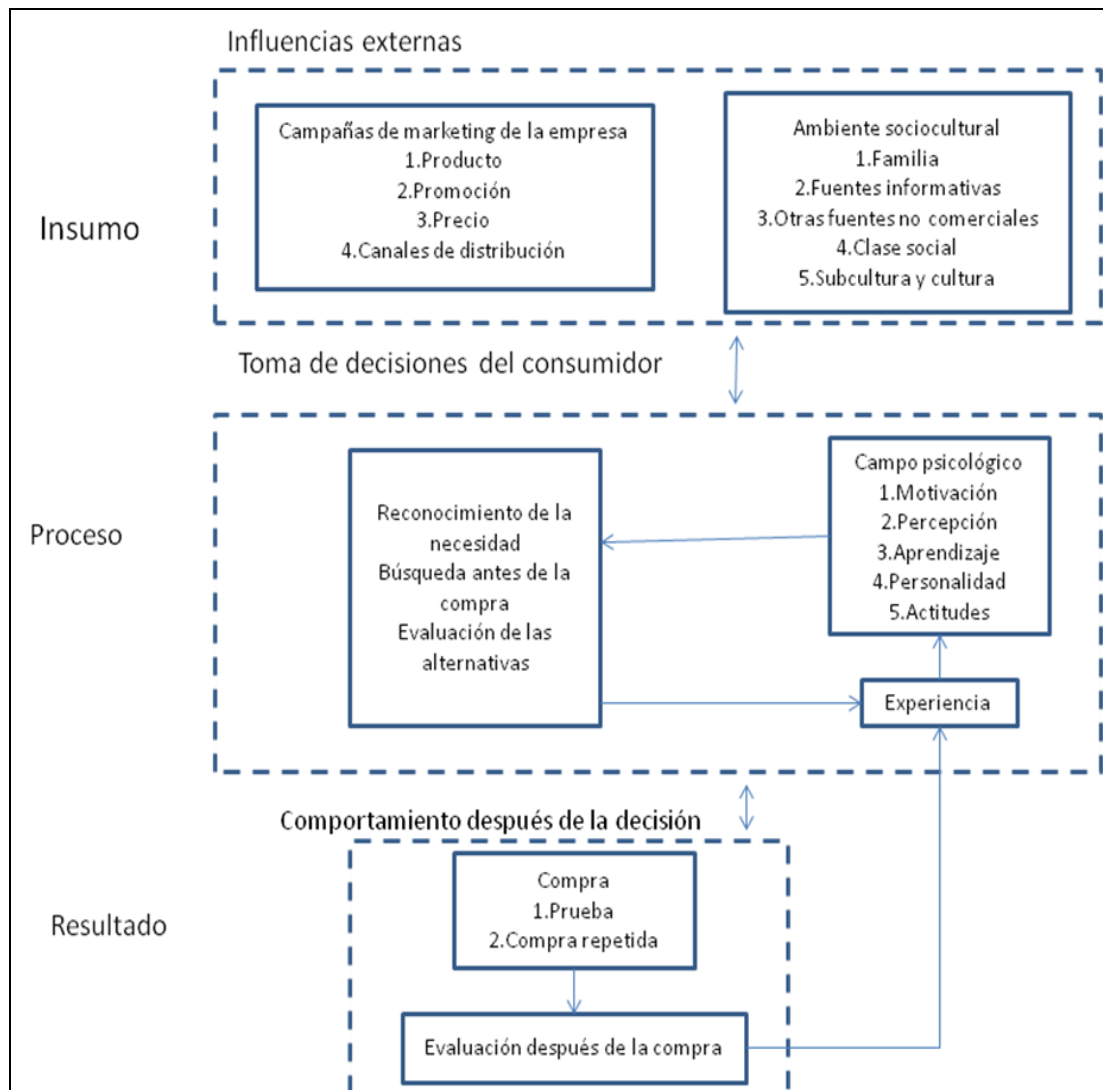 Influencias externas
Campañas de marketing de la empresa
1.Producto
2.Promoción
3.Precio
4.Canales de distribución
Ambiente sociocultural
1.Familia
2.Fuentes informativas
3.Otras fuentes no comerciales
4.Clase social
5.Subcultura y cultura
Insumo
Toma de decisiones del consumidor
Proceso
Reconocimiento de la
necesidad
Búsqueda antes de la
compra
Evaluación de las
alternativas
Campo psicológico
1.Motivación
2.Percepción
3.Aprendizaje
4.Personalidad
5.Actitudes
Experiencia
Comportamiento después de la decisión
Resultado
Compra
1.Prueba
2.Compra repetida
Evaluación después de la compra